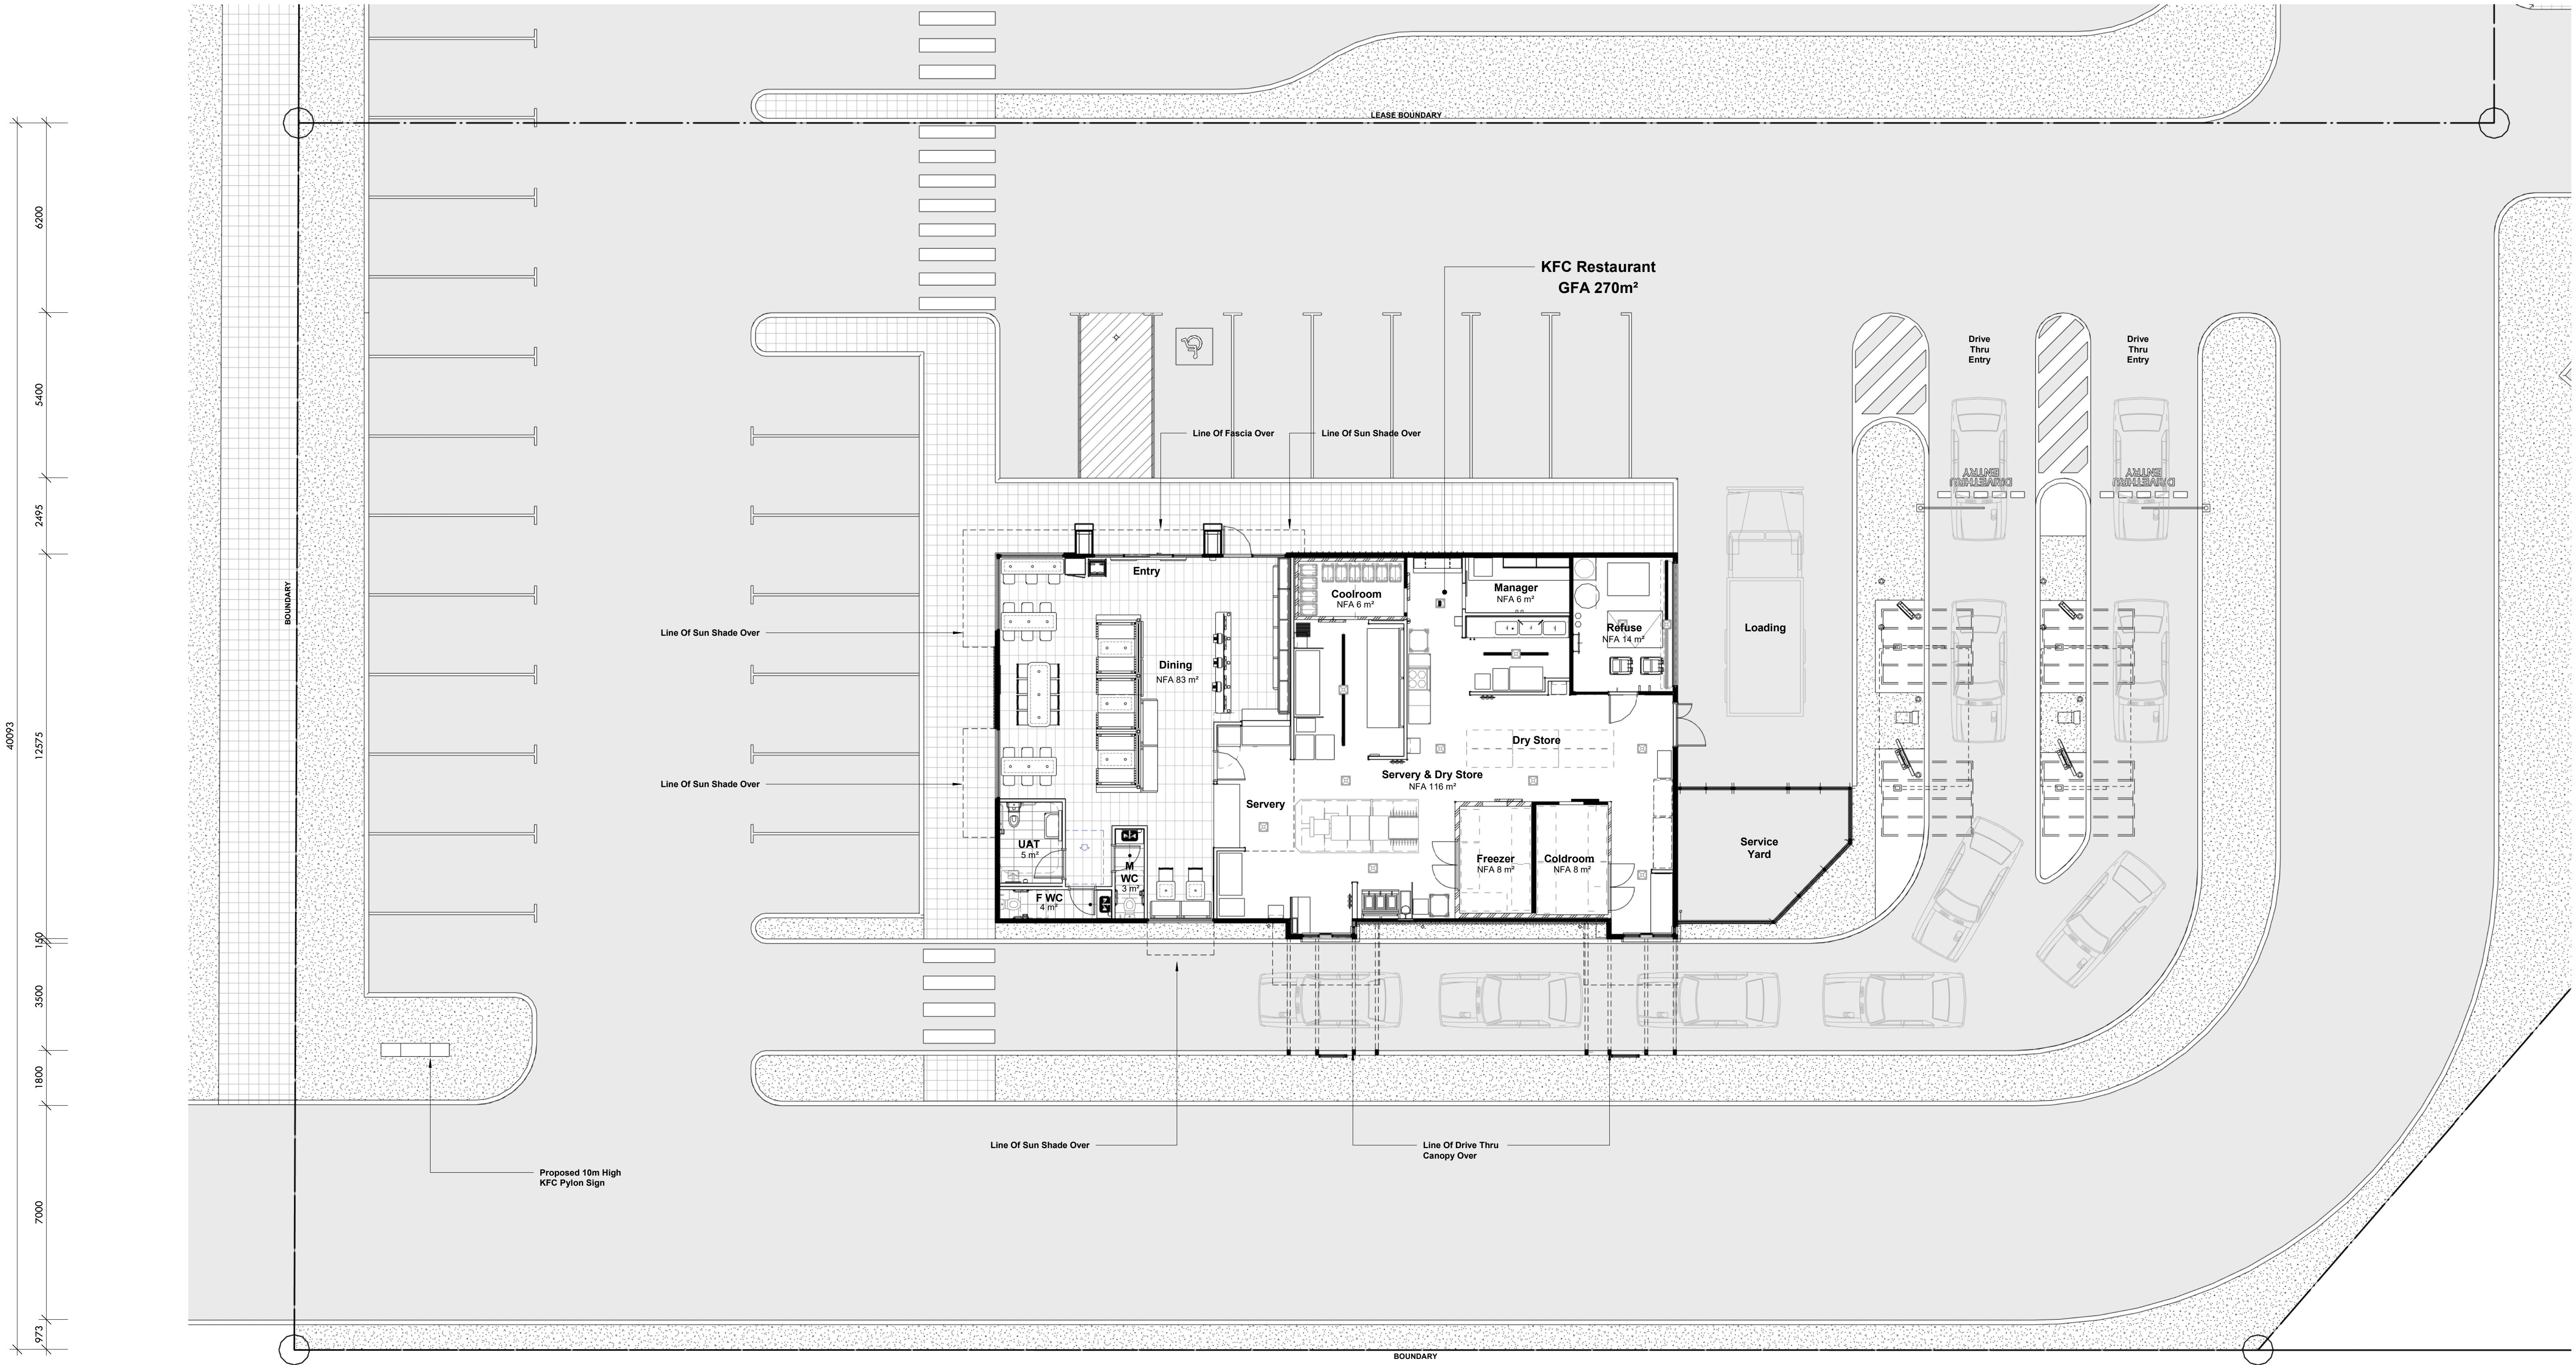 LEASE BOUNDARY
6200
KFC Restaurant
GFA 270m²
Drive
Thru
Entry
Drive
Thru
Entry
5400
Line Of Fascia Over
Line Of Sun Shade Over
DRIVETHRU
ENTRY
DRIVETHRU
ENTRY
2495
Entry
Coolroom
NFA 6 m²
Manager
NFA 6 m²
BOUNDARY
Line Of Sun Shade Over
Refuse
NFA 14 m²
Loading
Dining
NFA 83 m²
40093
12575
Dry Store
Line Of Sun Shade Over
Servery & Dry Store
NFA 116 m²
Servery
UAT
5 m²
Service
Yard
Freezer
NFA 8 m²
Coldroom
NFA 8 m²
M
WC
3 m²
F WC
4 m²
150
3500
1800
Line Of Sun Shade Over
Line Of Drive Thru
Canopy Over
Proposed 10m High
KFC Pylon Sign
7000
973
BOUNDARY